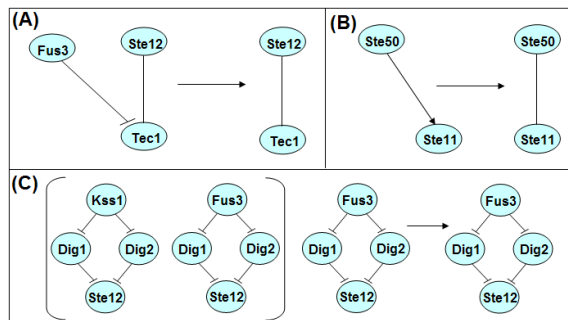 (A)
Fus3
Ste12
Tec1
Ste12
Tec1
(B)
Ste50
Ste11
Ste50
Ste11
(C)
Kss1
Dig1 Dig2
Ste12
Fus3
Dig1 Dig2
Ste12
Fus3
Dig1 Dig2
Ste12
Fus3
Dig1 Dig2
Ste12